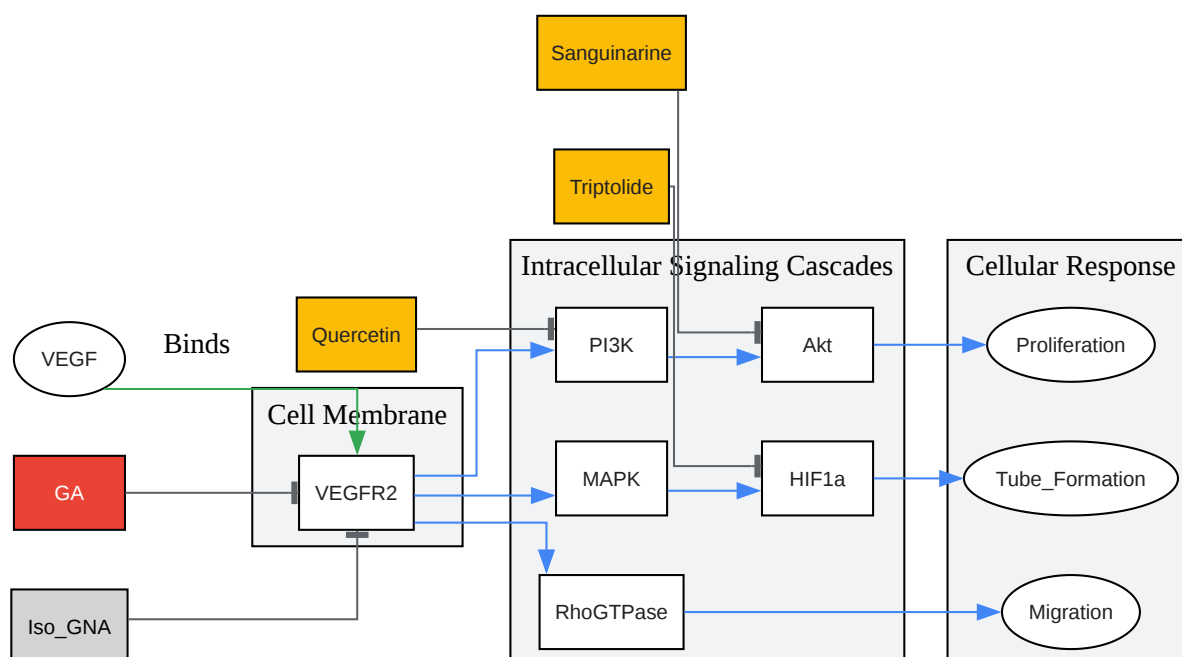 Sanguinarine
Triptolide
Intracellular Signaling Cascades
Cellular Response
Quercetin
PI3K
Akt
Proliferation
VEGF
Binds
Cell Membrane
GA
VEGFR2
MAPK
HIF1a
Tube_Formation
Iso_GNA
RhoGTPase
Migration